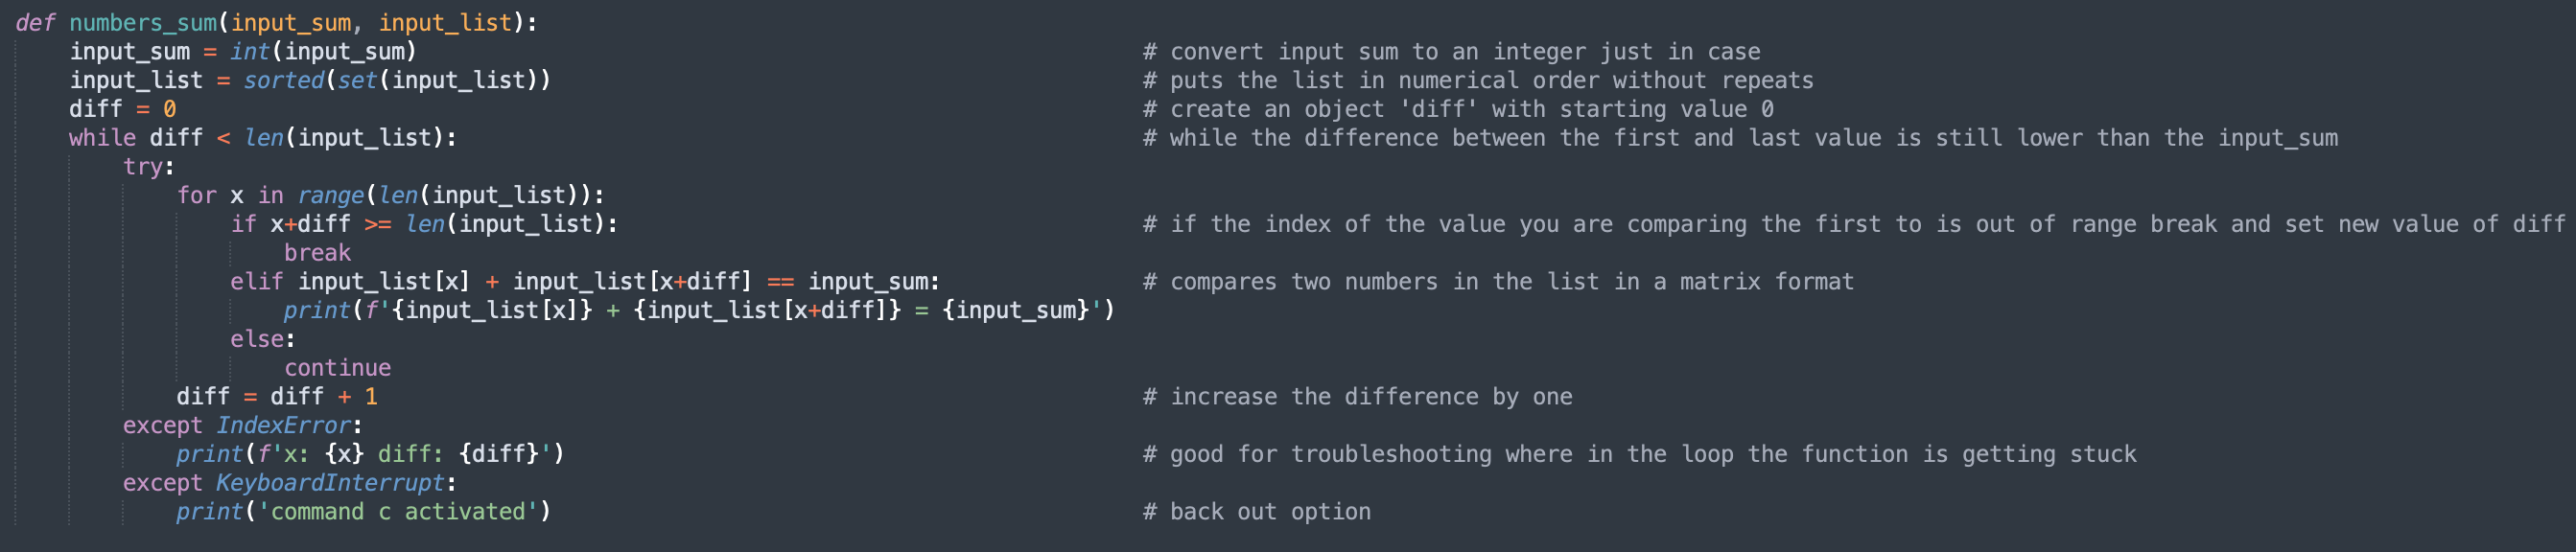 def numbers_sum(input_sum, input_list):
    input_sum = int(input_sum) # convert input sum to an integer just in case
    input_list = sorted(set(input_list)) # puts the list in numerical order without repeats
    diff = 0 # create an object 'diff' with starting value 0
    while diff < len(input_list): # while the difference between the first and last value is still lower than the input_sum
        try:
            for x in range(len(input_list)):
                if x+diff >= len(input_list): # if the index of the value you are comparing the first to is out of range break and set new value of diff
                    break
                elif input_list[x] + input_list[x+diff] == input_sum: # compares two numbers in the list in a matrix format
                    print(f'{input_list[x]} + {input_list[x+diff]} = {input_sum}')
                else:
                    continue
            diff = diff + 1 # increase the difference by one
        except IndexError:
            print(f'x: {x} diff: {diff}') # good for troubleshooting where in the loop the function is getting stuck
        except KeyboardInterrupt:
            print('command c activated') # back out option